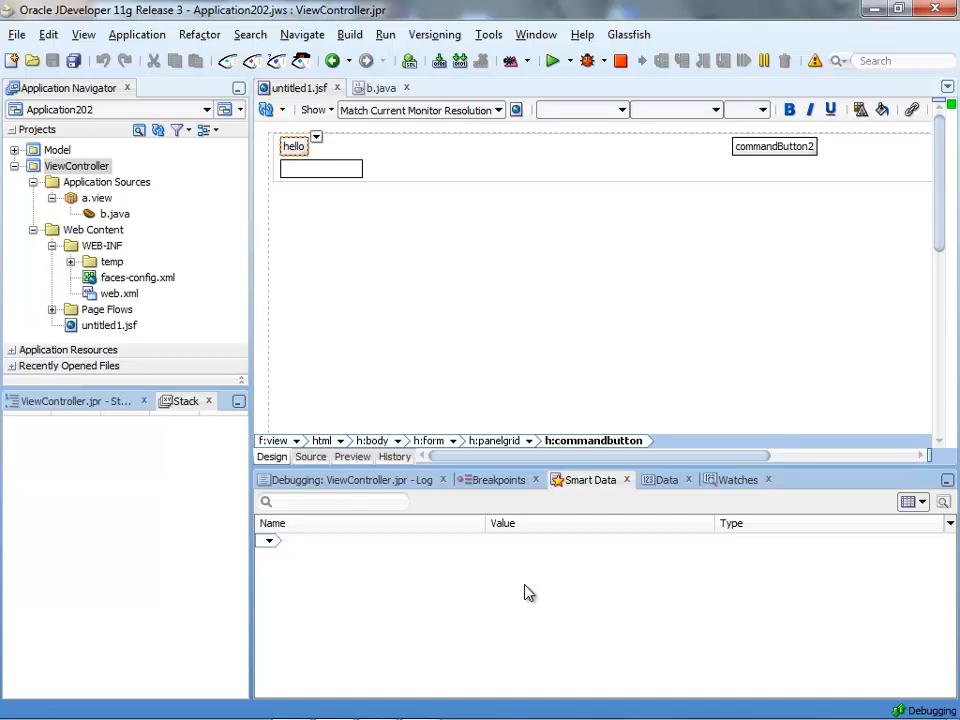 Oracle JDeveloper 11g Release 3 - Application202.jws : ViewController.jpr
File Edit View Application Refactor Search Navigate Build Run Versioning Tools Window Help Glassfish
Search
Application Navigator
untitled1.jsf
b.java
Application202
Show
Match Current Monitor Resolution
B I U
Projects
Model
ViewController
Application Sources
a.view
b.java
Web Content
WEB-INF
temp
faces-config.xml
web.xml
Page Flows
untitled1.jsf
Application Resources
Recently Opened Files
hello
commandButton2
f:view html h:body h:form h:panelgrid h:commandbutton
Design Source Preview History
ViewController.jpr - St...
Stack
Debugging: ViewController.jpr - Log
Breakpoints
Smart Data
Data
Watches
Name Value Type
Debugging